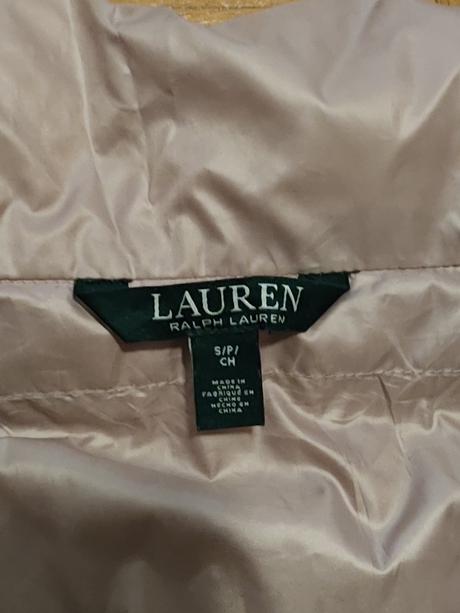 LAUREN
RALPH LAUREN
S/P/
CH
MADE IN
CHINA
FABRIQUÉ EN
CHINE
HECHO EN
CHINA